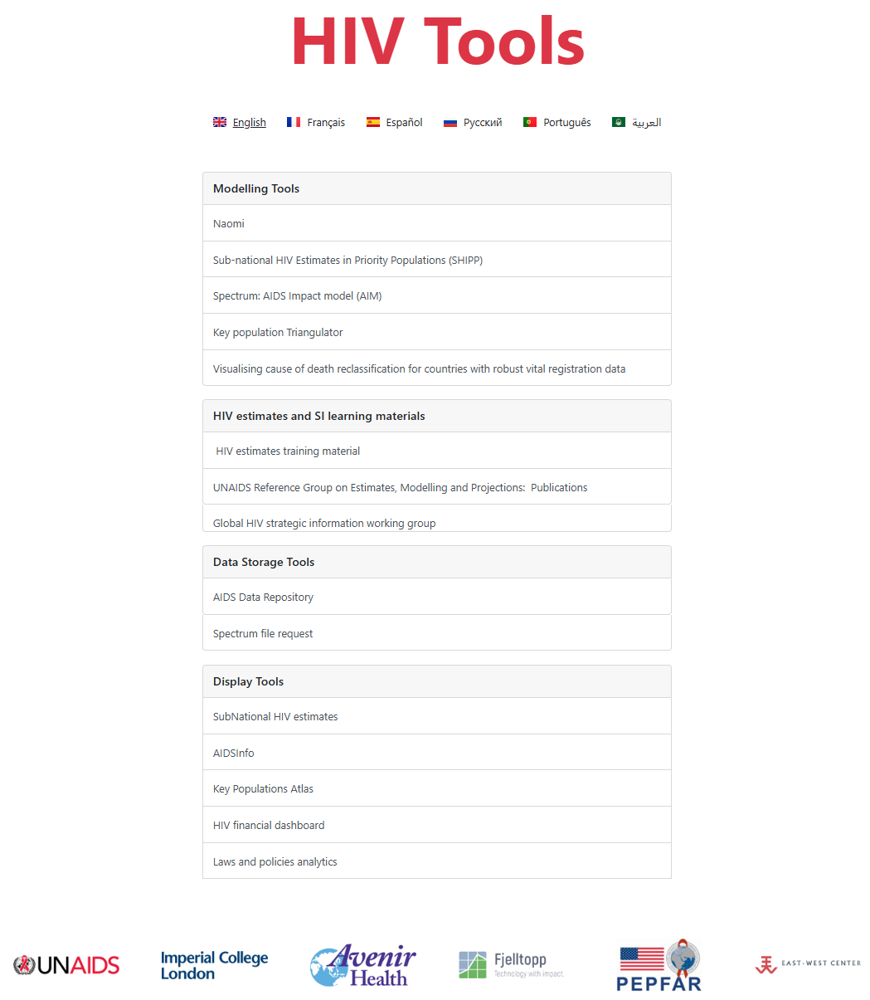 HIV Tools
English Français Español Русский Português العربية
Modelling Tools
Naomi
Sub-national HIV Estimates in Priority Populations (SHIPP)
Spectrum: AIDS Impact model (AIM)
Key population Triangulator
Visualising cause of death reclassification for countries with robust vital registration data
HIV estimates and SI learning materials
HIV estimates training material
UNAIDS Reference Group on Estimates, Modelling and Projections:  Publications
Global HIV strategic information working group
Data Storage Tools
AIDS Data Repository
Spectrum file request
Display Tools
SubNational HIV estimates
AIDSInfo
Key Populations Atlas
HIV financial dashboard
Laws and policies analytics
UNAIDS
Imperial College
London
Avenir
Health
Fjelltopp
Technology with impact.
PEPFAR
EAST-WEST CENTER